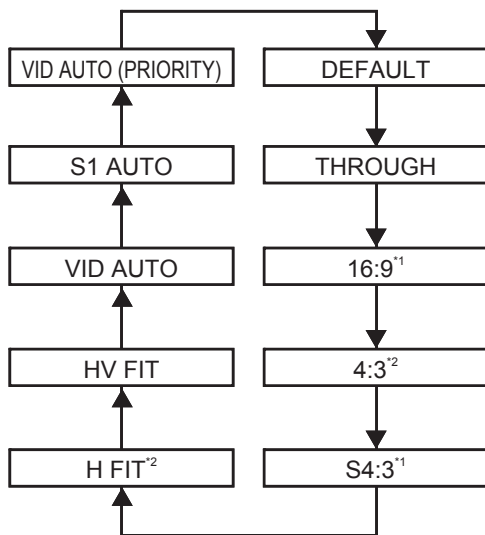 VID AUTO (PRIORITY)
DEFAULT
S1 AUTO
THROUGH
VID AUTO
16:9*1
HV FIT
4:3*2
H FIT*2
S4:3*1